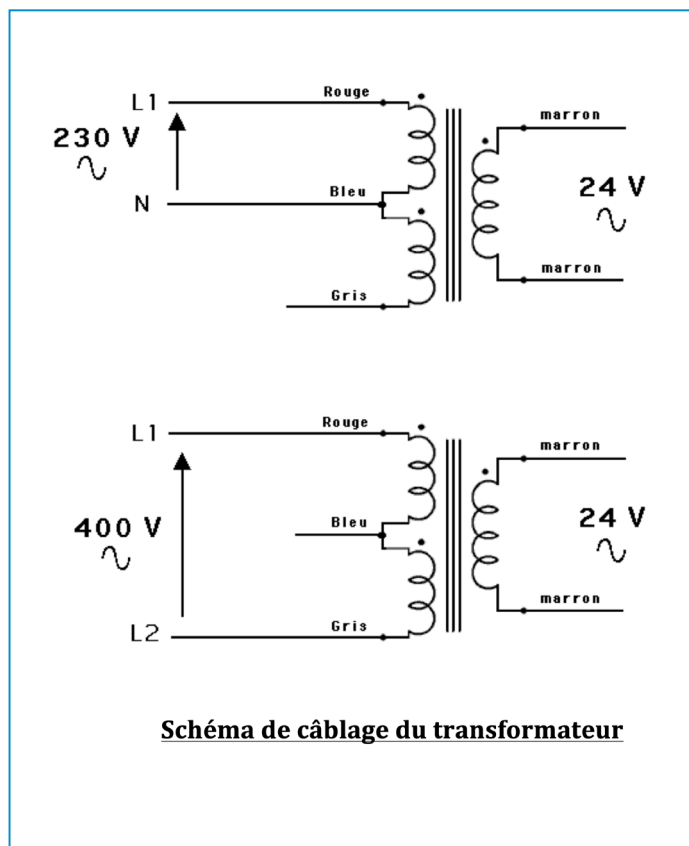 Rouge
L1
marron
230 V
Bleu
24 V
N
marron
Gris
Rouge
L1
marron
400 V
Bleu
24 V
marron
Gris
L2
Schéma de câblage du transformateur